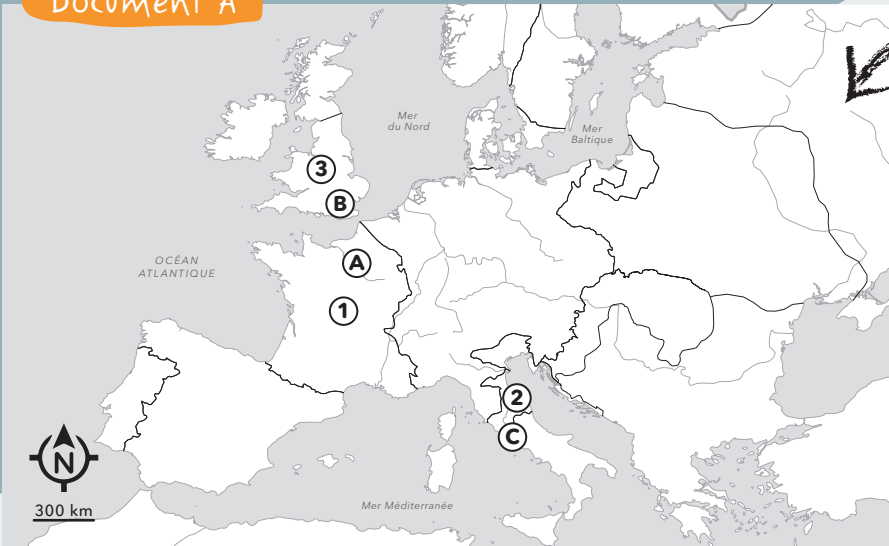 Document A
Mer
du Nord
Mer
Baltique
3
B
OCÉAN
ATLANTIQUE
A
1
2
C
N
300 km
Mer Méditerranée